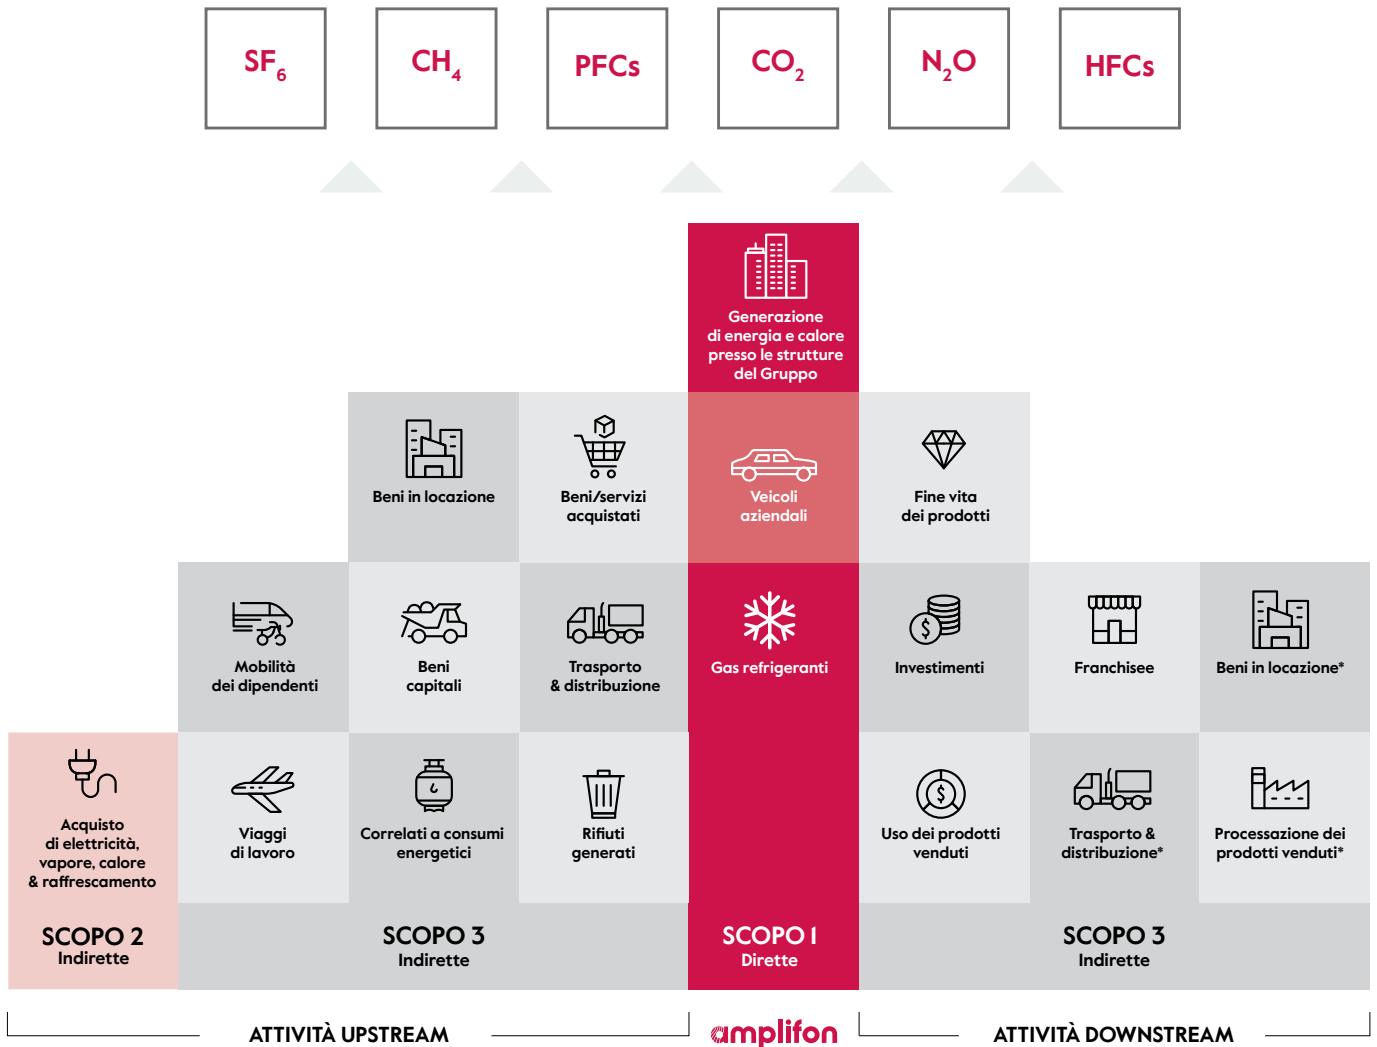 SF6
CH4
PFCs
CO2
N2O
HFCs
Generazione
di energia e calore
presso le strutture
del Gruppo
Beni in locazione
Beni/servizi
acquistati
Veicoli
aziendali
Fine vita
dei prodotti
Mobilità
dei dipendenti
Beni
capitali
Trasporto
& distribuzione
Gas refrigeranti
Investimenti
Franchisee
Beni in locazione*
Acquisto
di elettricità,
vapore, calore
& raffrescamento
Viaggi
di lavoro
Correlati a consumi
energetici
Rifiuti
generati
Uso dei prodotti
venduti
Trasporto &
distribuzione*
Processazione dei
prodotti venduti*
SCOPO 2
Indirette
SCOPO 3
Indirette
SCOPO 1
Dirette
SCOPO 3
Indirette
ATTIVITÀ UPSTREAM
amplifon
ATTIVITÀ DOWNSTREAM